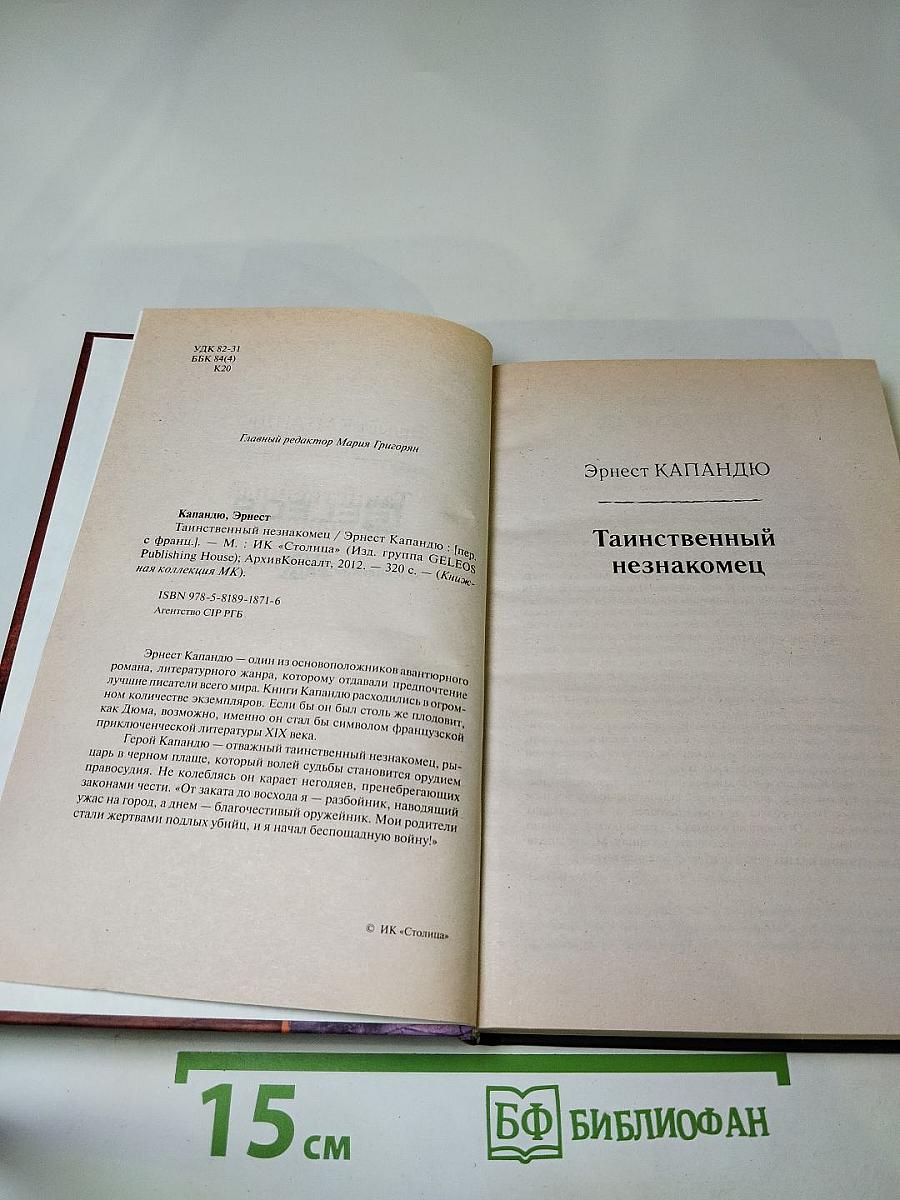 УДК 82-31
ББК 84(4)
К20
Главный редактор Мария Григорян
Капандю, Эрнест
Таинственный незнакомец / Эрнест Капандю : [пер.
с франц.]. — М. : ИК «Столица» (Изд. группа GELEOS
Publishing House); АрхивКонсалт, 2012. — 320 с. — (Книж-
ная коллекция МК).
ISBN 978-5-8189-1871-6
Агентство CIP РГБ
Эрнест Капандю — один из основоположников авантюрного
романа, литературного жанра, которому отдавали предпочтение
лучшие писатели всего мира. Книги Капандю расходились в огром-
ном количестве экземпляров. Если бы он был столь же плодовит,
как Дюма, возможно, именно он стал бы символом французской
приключенческой литературы XIX века.
Герой Капандю — отважный таинственный незнакомец, ры-
царь в черном плаще, который волей судьбы становится орудием
правосудия. Не колеблясь он карает негодяев, пренебрегающих
законами чести. «От заката до восхода я — разбойник, наводящий
ужас на город, а днем — благочестивый оружейник. Мои родители
стали жертвами подлых убийц, и я начал беспощадную войну!»
© ИК «Столица»
Эрнест КАПАНДЮ
Таинственный
незнакомец
15 см
БФ БИБЛИОФАН